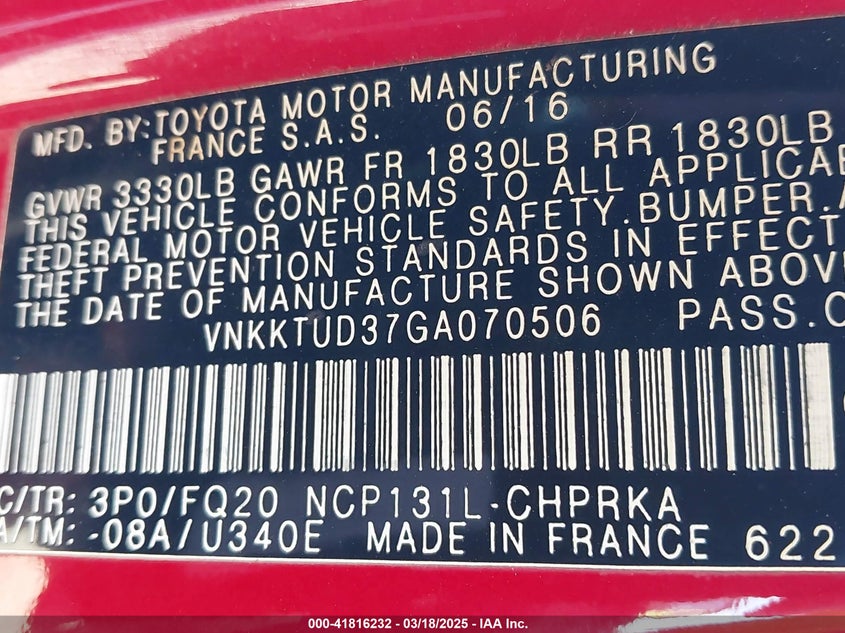 MFD. BY: TOYOTA MOTOR MANUFACTURING
FRANCE S.A.S. 06/16
GVWR 3330LB GAWR FR 1830LB RR 1830LB
THIS VEHICLE CONFORMS TO ALL APPLICAB
FEDERAL MOTOR VEHICLE SAFETY. BUMPER. A
THEFT PREVENTION STANDARDS IN EFFECT
THE DATE OF MANUFACTURE SHOWN ABOVE
VNKKTUD37GA070506 PASS. C
C/TR: 3P0/FQ20 NCP131L-CHPRKA
A/TM: -08A/U340E MADE IN FRANCE 622
000-41816232 - 03/18/2025 - IAA Inc.